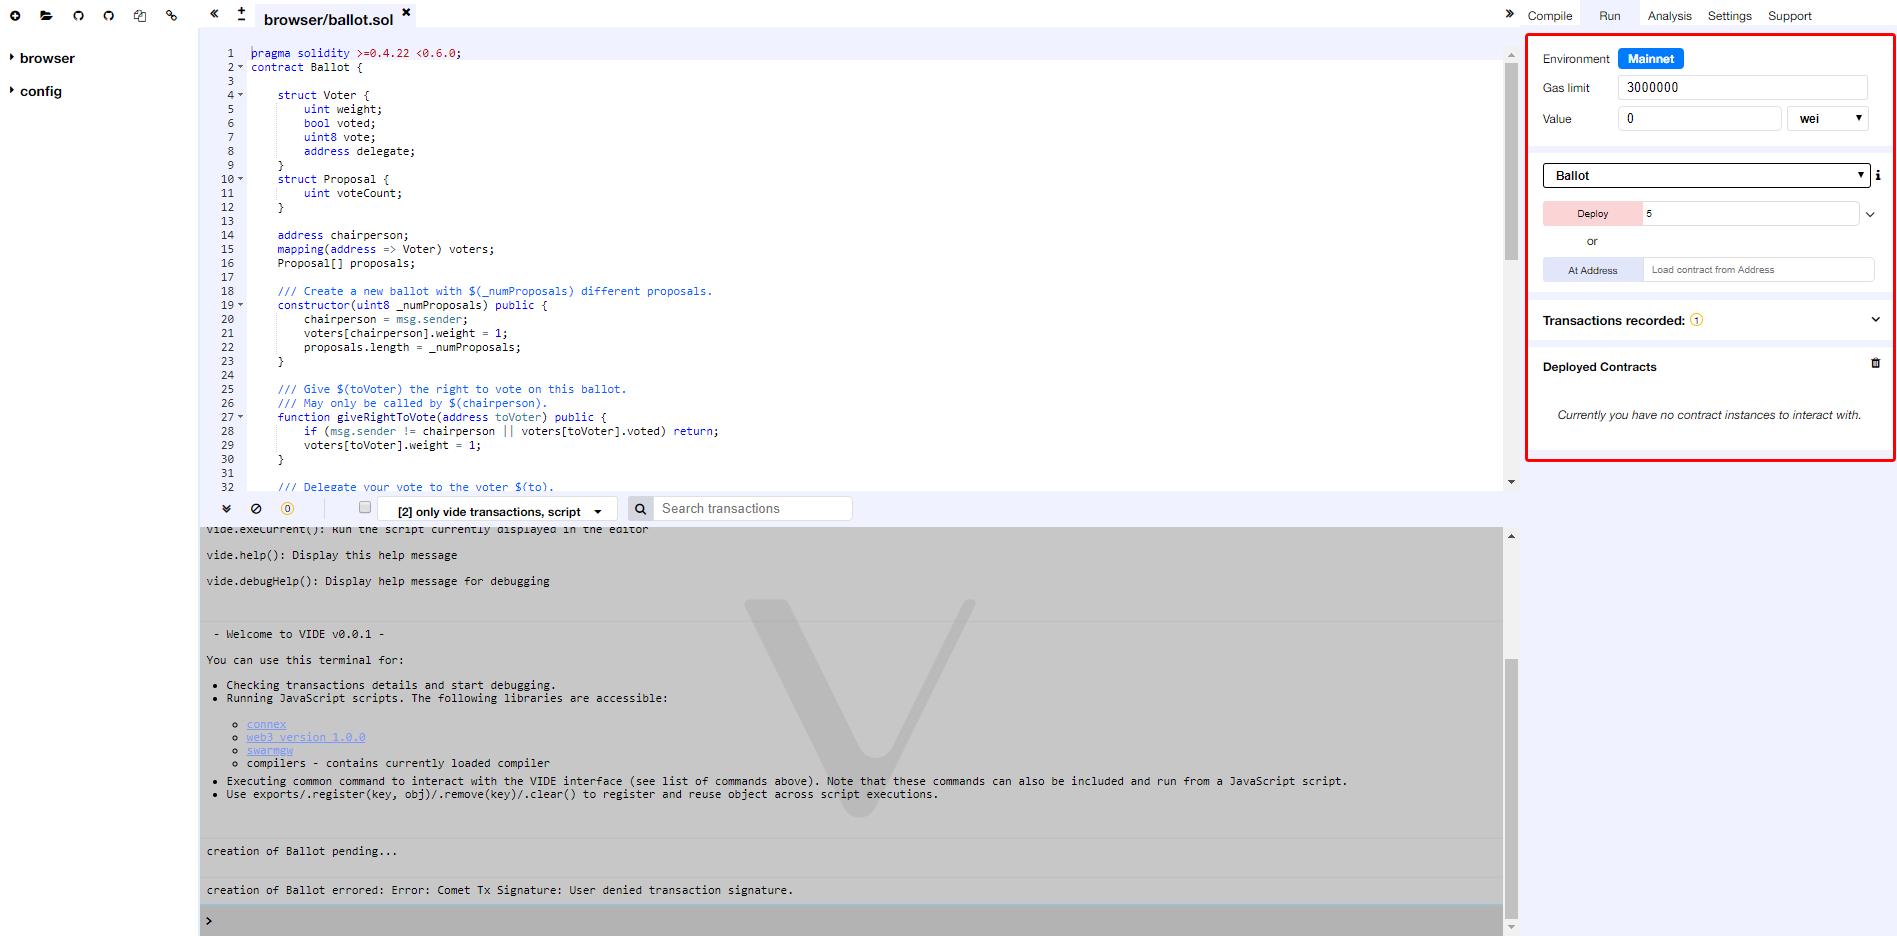 browser/ballot.sol
Compile Run Analysis Settings Support
browser
config
1 pragma solidity >=0.4.22 <0.6.0;
2 contract Ballot {
3
4 struct Voter {
5 uint weight;
6 bool voted;
7 uint8 vote;
8 address delegate;
9 }
10 struct Proposal {
11 uint voteCount;
12 }
13
14 address chairperson;
15 mapping(address => Voter) voters;
16 Proposal[] proposals;
17
18 /// Create a new ballot with $(_numProposals) different proposals.
19 constructor(uint8 _numProposals) public {
20 chairperson = msg.sender;
21 voters[chairperson].weight = 1;
22 proposals.length = _numProposals;
23 }
24
25 /// Give $(toVoter) the right to vote on this ballot.
26 /// May only be called by $(chairperson).
27 function giveRightToVote(address toVoter) public {
28 if (msg.sender != chairperson || voters[toVoter].voted) return;
29 voters[toVoter].weight = 1;
30 }
31
32 /// Delegate your vote to the voter $(to).
0
[2] only vide transactions, script
Search transactions
vide.exeCurrent(): Run the script currently displayed in the editor
vide.help(): Display this help message
vide.debugHelp(): Display help message for debugging
- Welcome to VIDE v0.0.1 -
You can use this terminal for:
Checking transactions details and start debugging.
Running JavaScript scripts. The following libraries are accessible:
connex
web3 version 1.0.0
swarmgw
compilers - contains currently loaded compiler
Executing common command to interact with the VIDE interface (see list of commands above). Note that these commands can also be included and run from a JavaScript script.
Use exports/.register(key, obj)/.remove(key)/.clear() to register and reuse object across script executions.
creation of Ballot pending...
creation of Ballot errored: Error: Comet Tx Signature: User denied transaction signature.
>
Environment Mainnet
Gas limit 3000000
Value 0 wei
Ballot
Deploy 5
or
At Address Load contract from Address
Transactions recorded: 1
Deployed Contracts
Currently you have no contract instances to interact with.